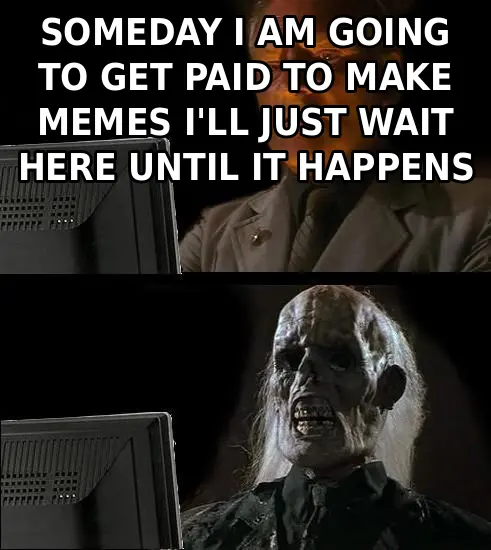 SOMEDAY I AM GOING
TO GET PAID TO MAKE
MEMES I'LL JUST WAIT
HERE UNTIL IT HAPPENS